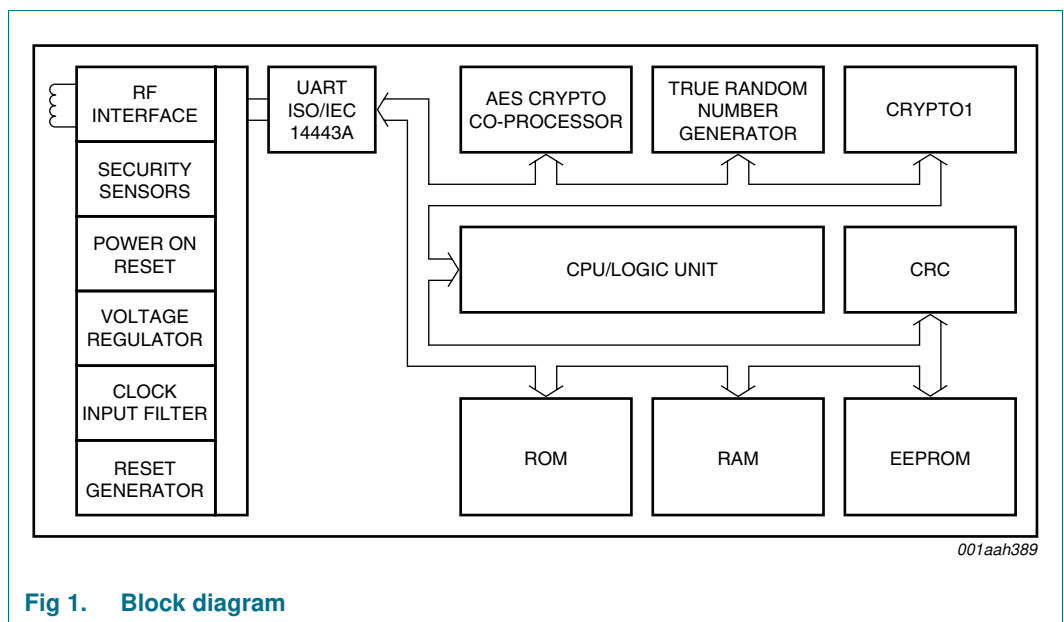 RF
INTERFACE
SECURITY
SENSORS
POWER ON
RESET
VOLTAGE
REGULATOR
CLOCK
INPUT FILTER
RESET
GENERATOR
UART
ISO/IEC
14443A
AES CRYPTO
CO-PROCESSOR
TRUE RANDOM
NUMBER
GENERATOR
CRYPTO1
CPU/LOGIC UNIT
CRC
ROM
RAM
EEPROM
001aah389
Fig 1. Block diagram